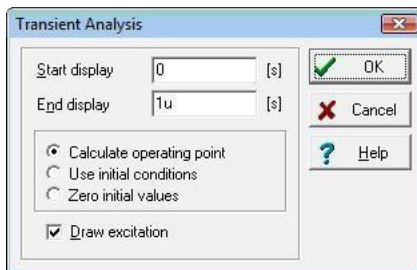 Transient Analysis
Start display 0 [s]
End display 1u [s]
Calculate operating point
Use initial conditions
Zero initial values
Draw excitation
OK
Cancel
Help